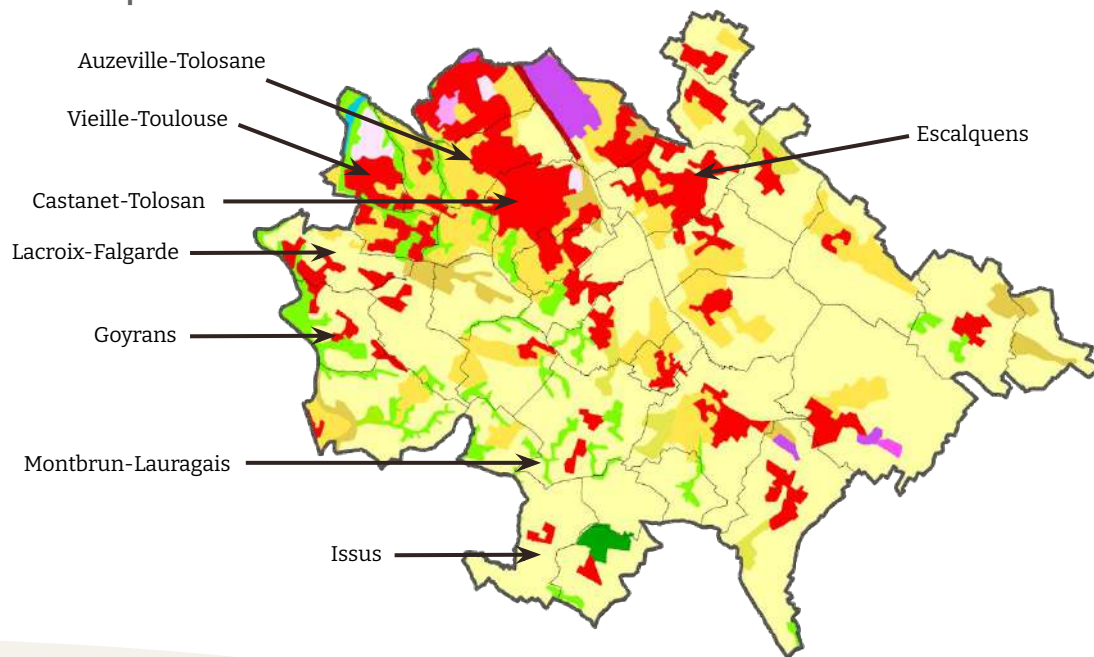 Auzeville-Tolosane
Vieille-Toulouse
Escalquens
Castanet-Tolosan
Lacroix-Falgarde
Goyrans
Montbrun-Lauragais
Issus